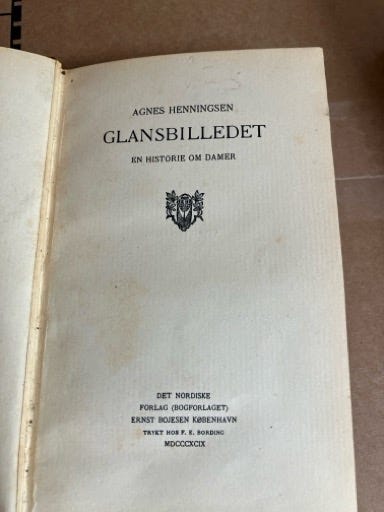 AGNES HENNINGSEN
GLANSBILLEDET
EN HISTORIE OM DAMER
DET NORDISKE
FORLAG (BOGFORLAGET)
ERNST BOJESEN KØBENHAVN
TRYKT HOS F. E. BORDING
MDCCCXCIX